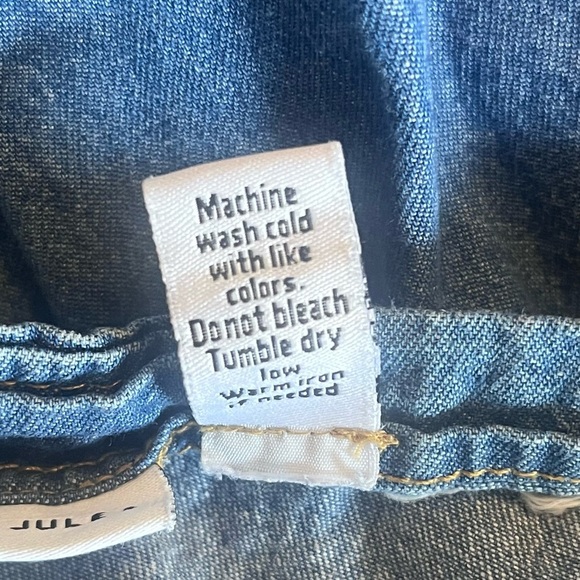 Machine
wash cold
with like
colors.
Do not bleach
Tumble dry
low
Warm iron
if needed